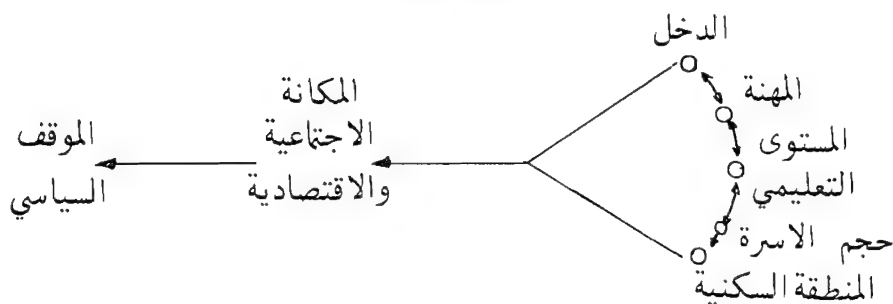 الدخل
المهنة
المستوى
التعليمي
حجم الاسرة
المنطقة السكنية
المكانة
الاجتماعية
والاقتصادية
الموقف
السياسي